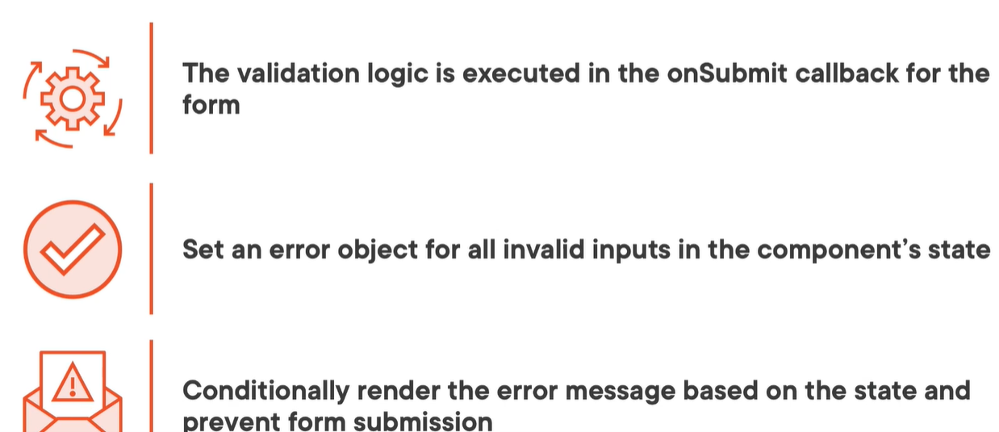 The validation logic is executed in the onSubmit callback for the
form
Set an error object for all invalid inputs in the component’s state
Conditionally render the error message based on the state and
prevent form submission